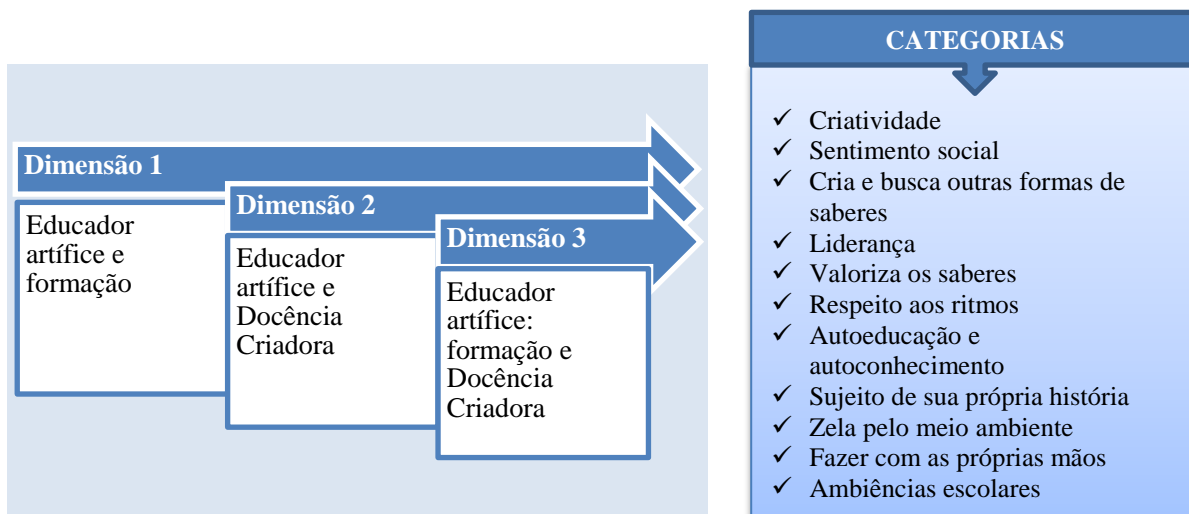 Dimensão 1
Educador
artífice e
formação
Dimensão 2
Educador
artífice e
Docência
Criadora
Dimensão 3
Educador
artífice:
formação e
Docência
Criadora
CATEGORIAS
✓ Criatividade
✓ Sentimento social
✓ Cria e busca outras formas de
saberes
✓ Liderança
✓ Valoriza os saberes
✓ Respeito aos ritmos
✓ Autoeducação e
autoconhecimento
✓ Sujeito de sua própria história
✓ Zela pelo meio ambiente
✓ Fazer com as próprias mãos
✓ Ambiências escolares